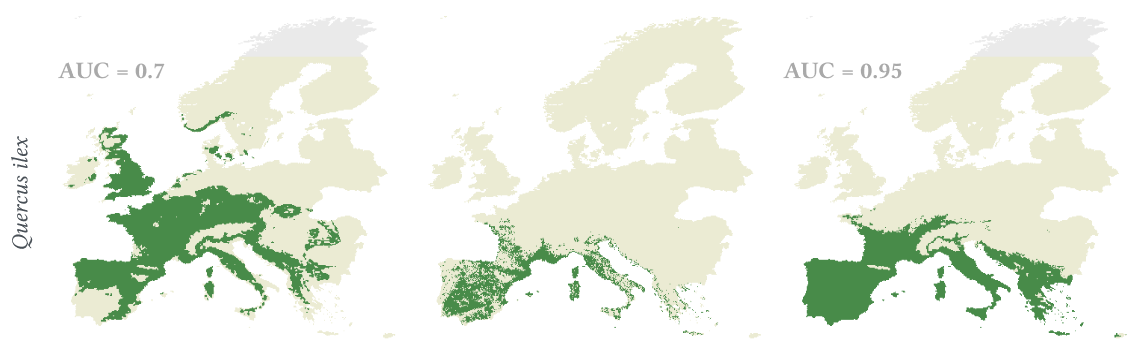 AUC = 0.7
AUC = 0.95
Quercus ilex